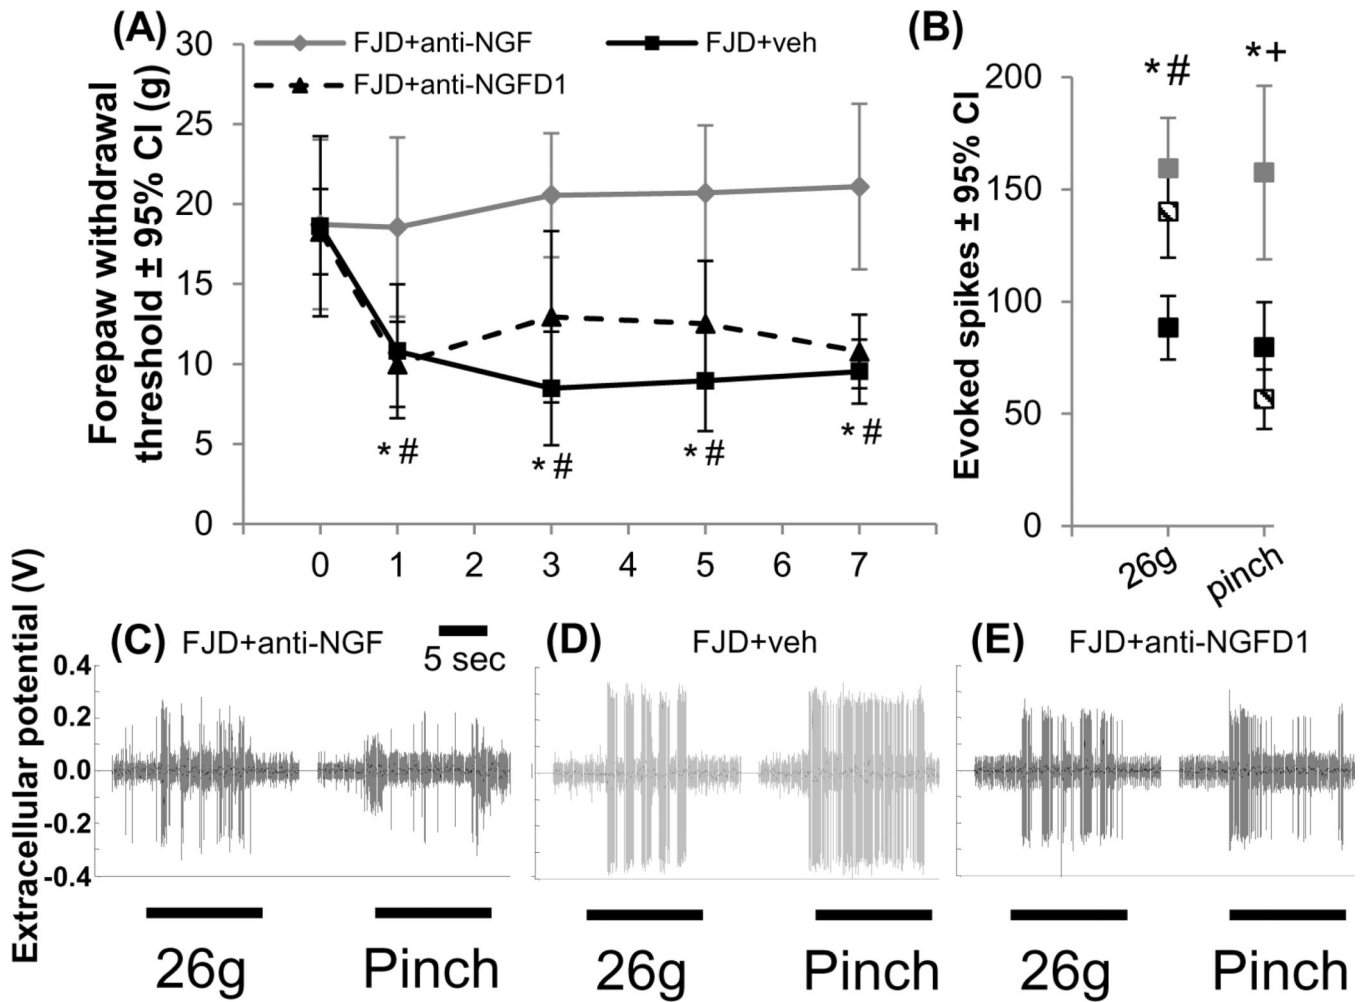 (A)
FJD+anti-NGF
FJD+veh
FJD+anti-NGFD1
Forepaw withdrawal
threshold ± 95% CI (g)
30
25
20
15
10
5
0
*#
*#
*#
*#
0 1 2 3 4 5 6 7
(B)
*#
*+
Evoked spikes ± 95% CI
200
150
100
50
0
26g
pinch
Extracellular potential (V)
(C) FJD+anti-NGF
5 sec
0.4
0.2
0.0
-0.2
-0.4
26g Pinch
(D) FJD+veh
26g Pinch
(E) FJD+anti-NGFD1
26g Pinch